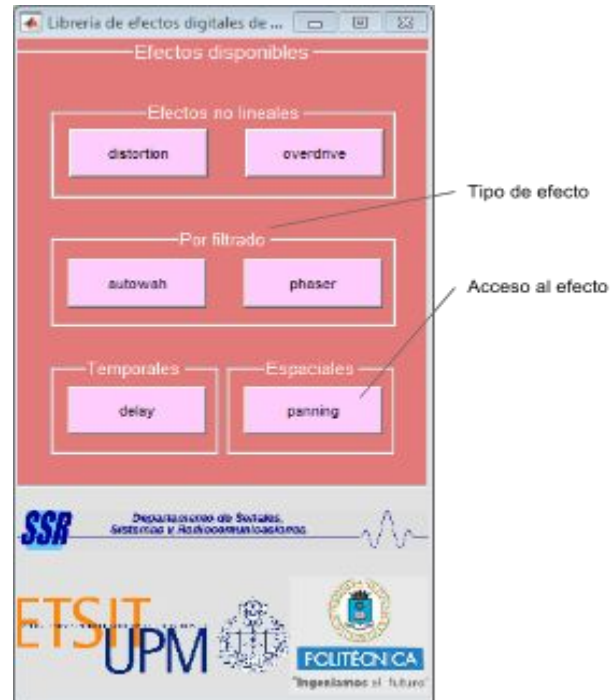 Librería de efectos digitales de ...
Efectos disponibles
Efectos no lineales
distortion
overdrive
Tipo de efecto
Por filtrado
autowah
phaser
Acceso al efecto
Temporales
Espaciales
delay
panning
SSR
Departamento de Señales,
Sistemas y Radiocomunicaciones
ETSIT
UPM
POLITÉCNICA
"Ingeniamos el futuro"